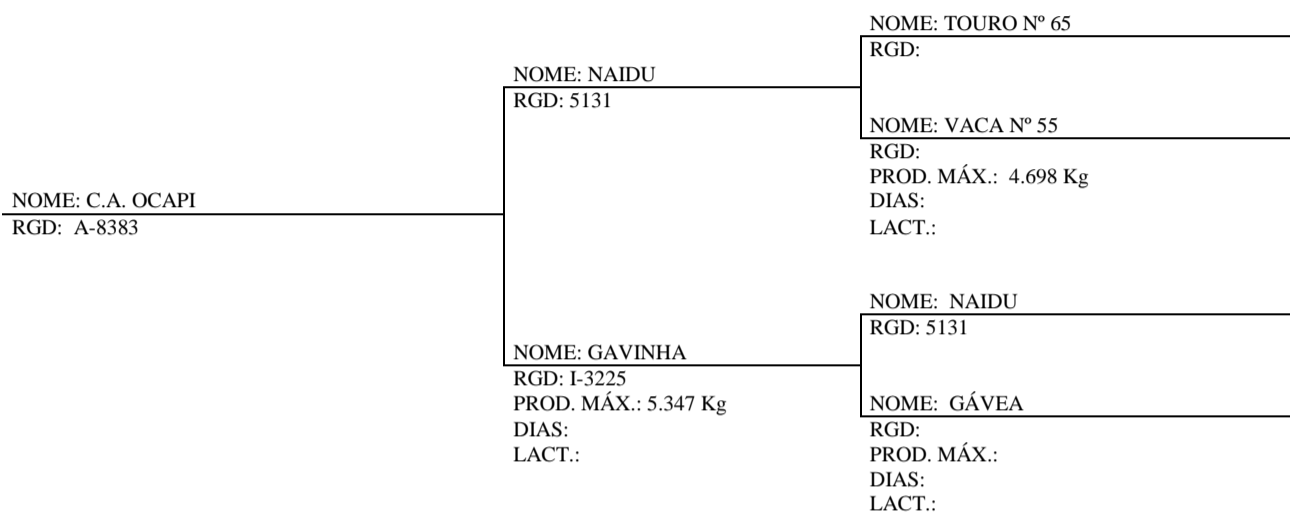 NOME: C.A. OCAPI
RGD: A-8383
NOME: NAIDU
RGD: 5131
NOME: GAVINHA
RGD: I-3225
PROD. MÁX.: 5.347 Kg
DIAS:
LACT.:
NOME: TOURO Nº 65
RGD:
NOME: VACA Nº 55
RGD:
PROD. MÁX.: 4.698 Kg
DIAS:
LACT.:
NOME: NAIDU
RGD: 5131
NOME: GÁVEA
RGD:
PROD. MÁX.:
DIAS:
LACT.: